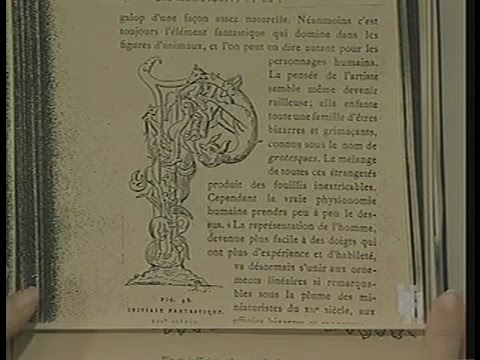 galop d'une façon assez naturelle. Néanmoins c'est
toujours l'élément fantastique qui domine dans les
figures d'animaux, et l'on peut en dire autant pour les
personnages humains.
La pensée de l'artiste
semble même devenir
railleuse; elle enfante
toute une famille d'êtres
bizarres et grimaçants,
connus sous le nom de
grotesques. Le mélange
de toutes ces étrangetés
produit des fouillis inextricables.
Cependant la vraie physionomie
humaine prendra peu à peu le des-
sus. « La représentation de l'homme,
devenue plus facile à des doigts qui
ont plus d'expérience et d'habileté,
va désormais s'unir aux orne-
ments linéaires si remarqua-
bles sous la plume des mi-
niaturistes du XIIe siècle, aux
FIG. 58.
INITIALE FANTASTIQUE.